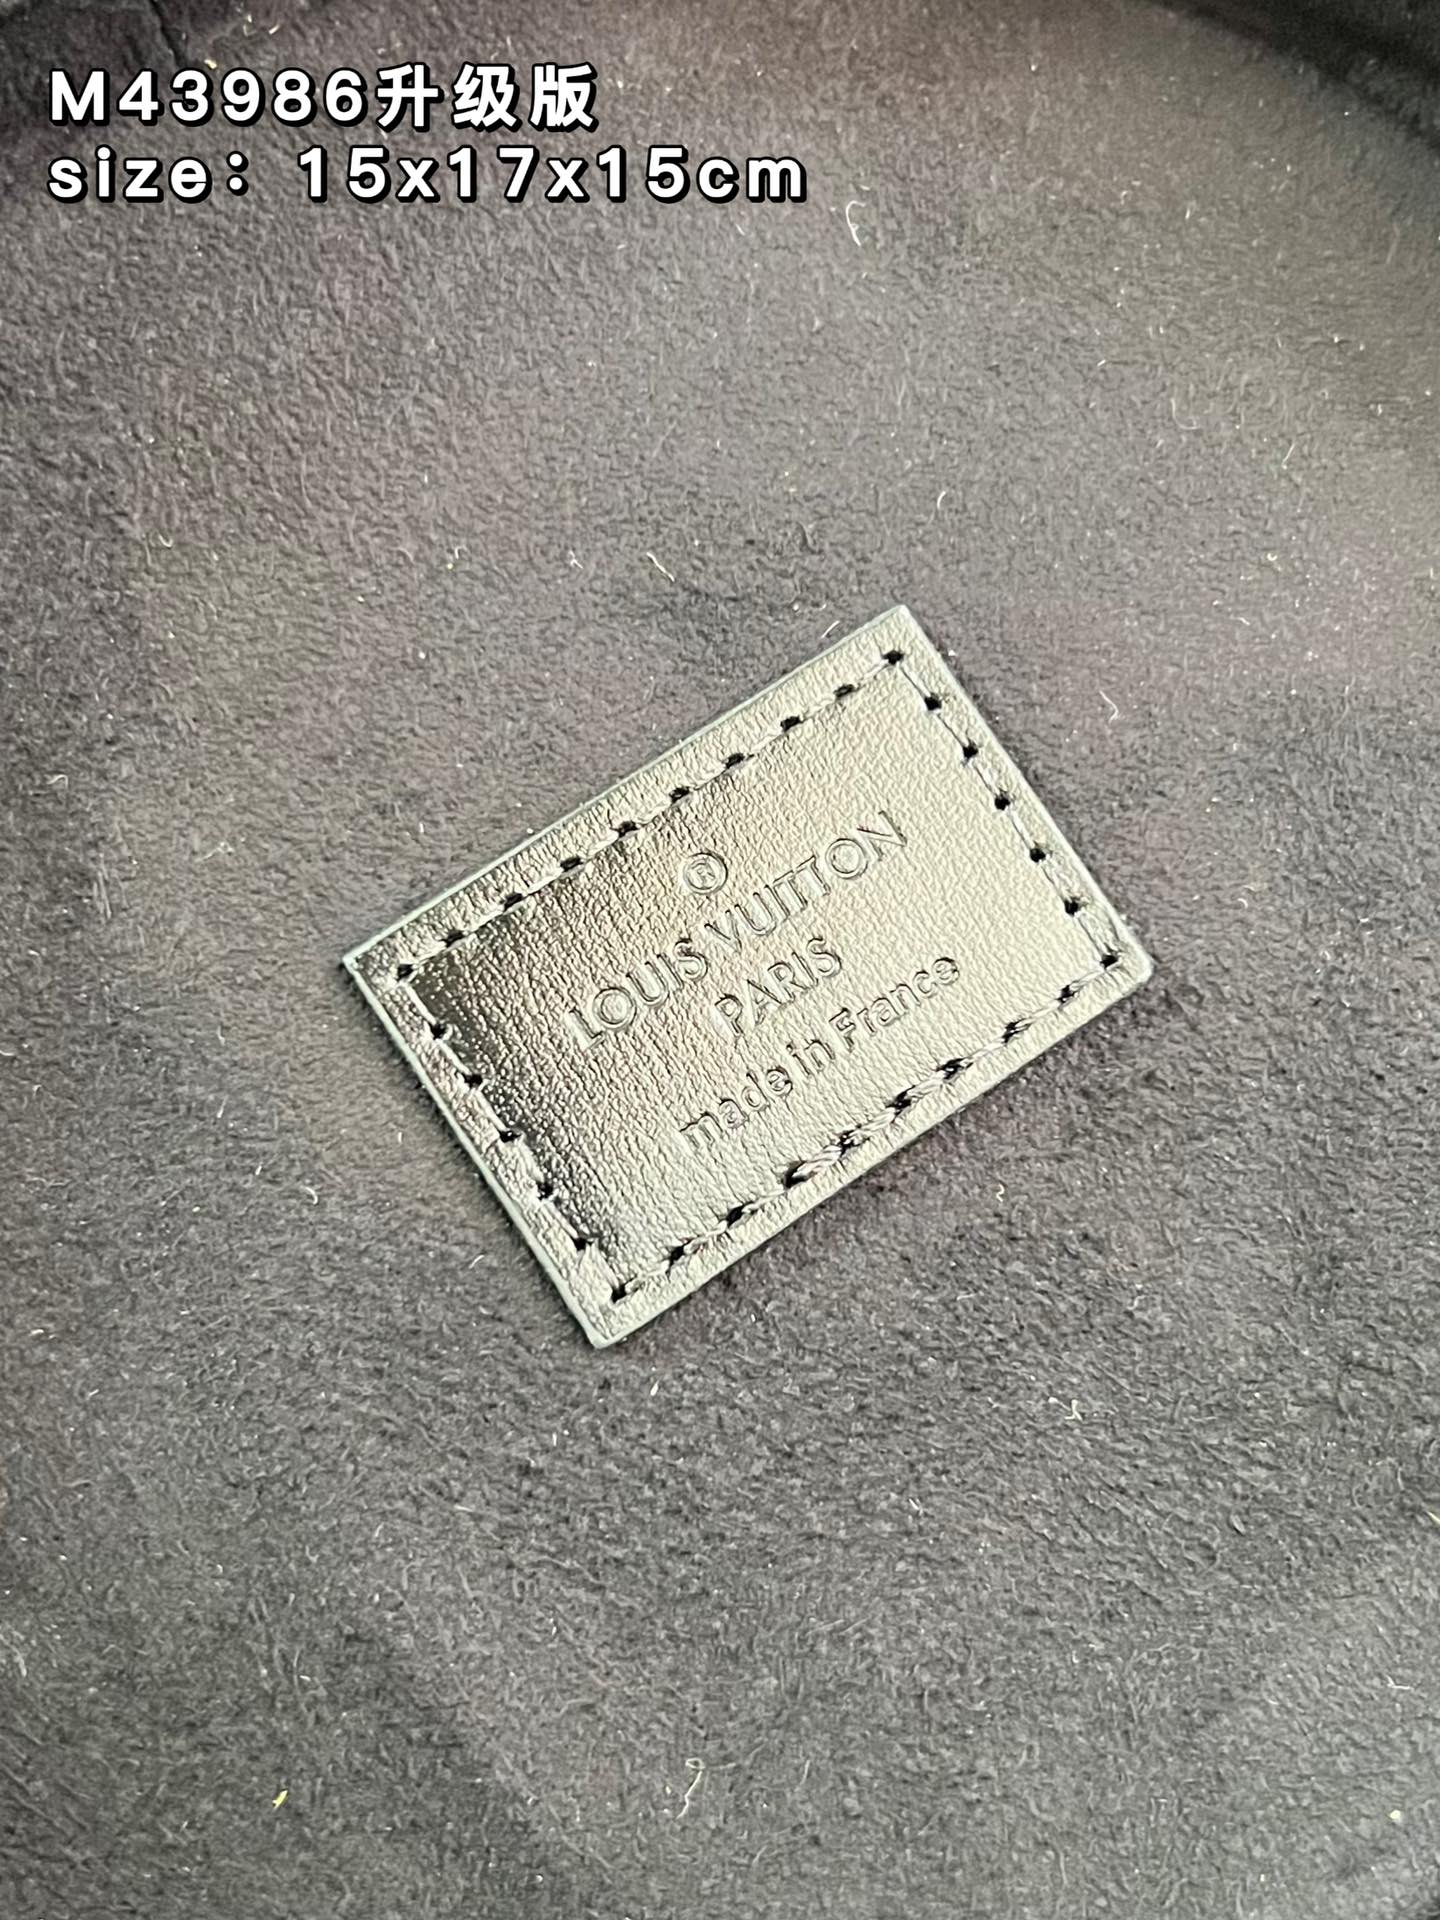 M43986升级版
size：15x17x15cm
®
LOUIS VUITTON
PARIS
made in France